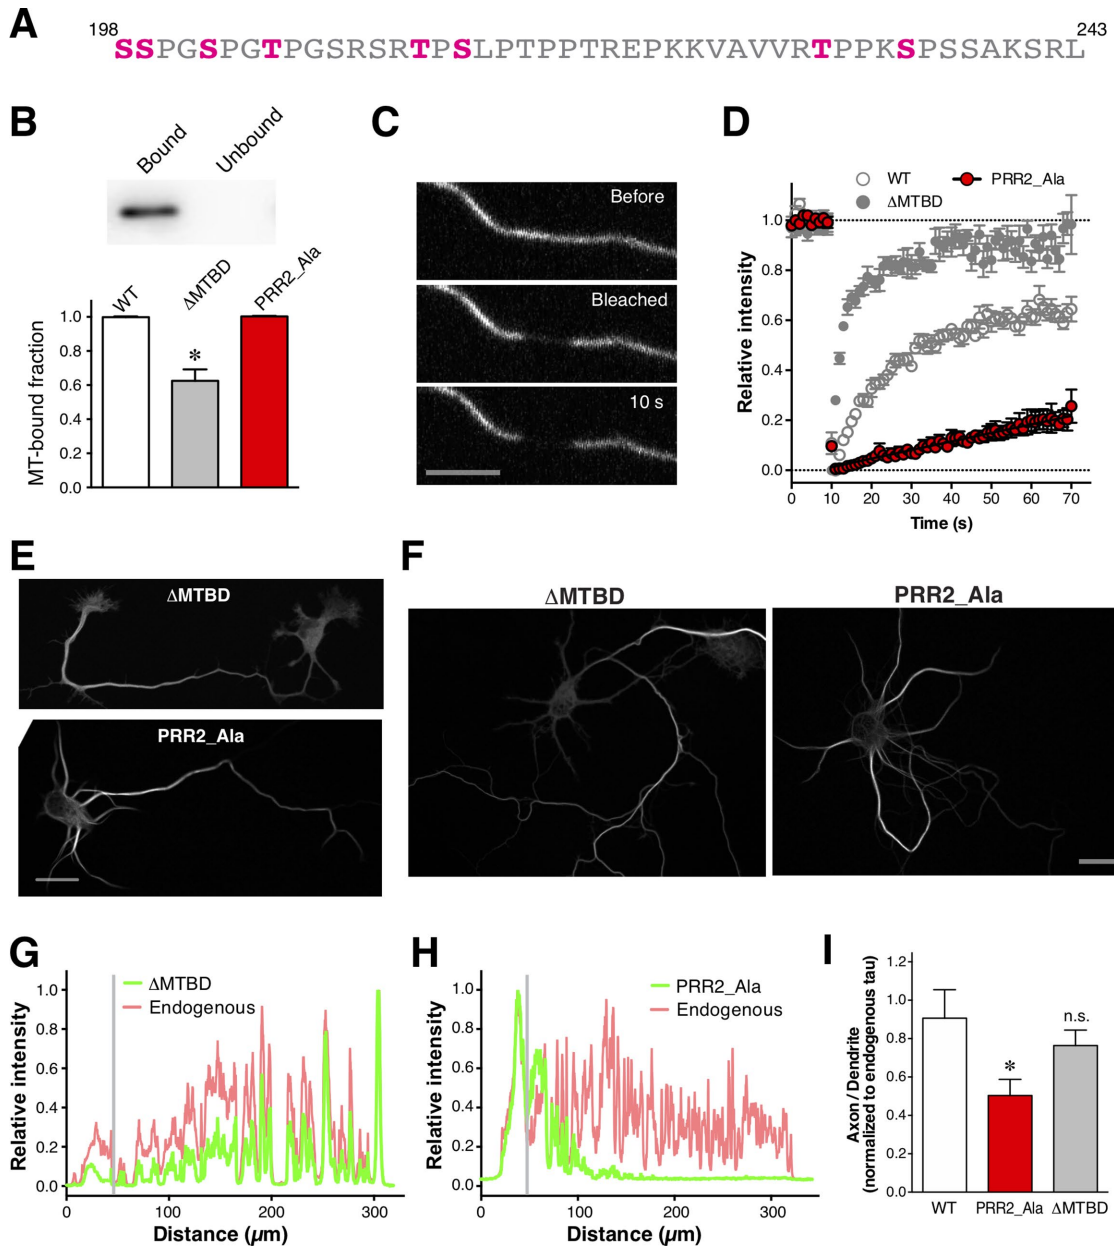 A
198
SSPGSPGTPGSRSRTPSLPTPPTREPKKVAVVRTPPKSPSSAKSRL
243
B
Bound
Unbound
WT
ΔMTBD
PRR2_Ala
MT-bound fraction
1.0
0.8
0.6
0.4
0.2
0.0
*
C
Before
Bleached
10 s
D
WT
PRR2_Ala
ΔMTBD
Relative intensity
1.0
0.8
0.6
0.4
0.2
0.0
0 10 20 30 40 50 60 70
Time (s)
E
ΔMTBD
PRR2_Ala
F
ΔMTBD
PRR2_Ala
G
ΔMTBD
Endogenous
Relative intensity
1.0
0.8
0.6
0.4
0.2
0.0
0 100 200 300
Distance (μm)
H
PRR2_Ala
Endogenous
Relative intensity
1.0
0.8
0.6
0.4
0.2
0.0
0 100 200 300
Distance (μm)
I
Axon / Dendrite
(normalized to endogenous tau)
1.2
1.0
0.8
0.6
0.4
0.2
0.0
*
n.s.
WT PRR2_Ala ΔMTBD